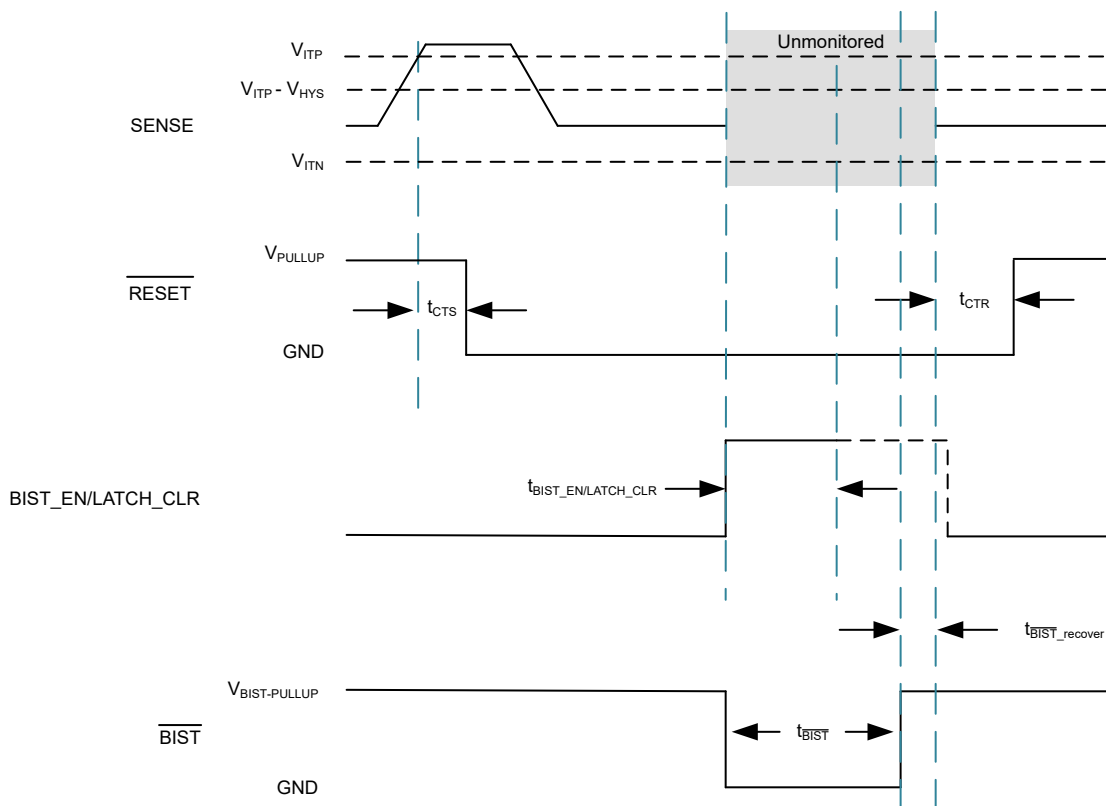 Unmonitored
V_ITP
V_ITP - V_HYS
SENSE
V_ITN
V_PULLUP
RESET
t_CTS
t_CTR
GND
t_BIST_EN/LATCH_CLR
BIST_EN/LATCH_CLR
t_BIST_recover
V_BIST-PULLUP
BIST
t_BIST
GND